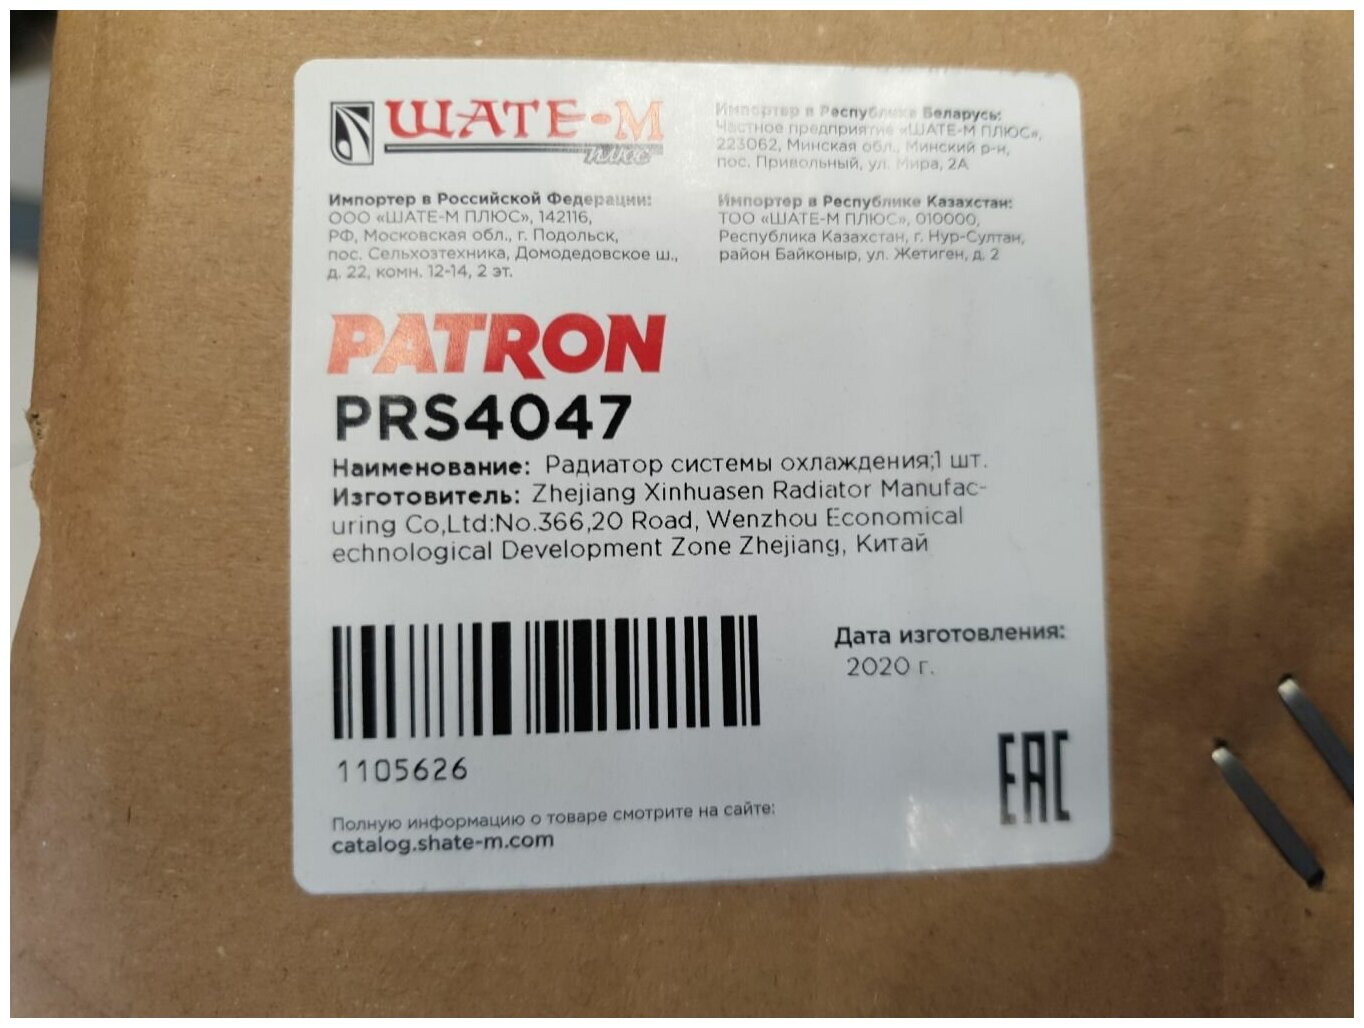 ШАТЕ-М
плюс
Импортер в Республике Беларусь:
Частное предприятие «ШАТЕ-М ПЛЮС»,
223062, Минская обл., Минский р-н,
пос. Привольный, ул. Мира, 2А
Импортер в Российской Федерации:
ООО «ШАТЕ-М ПЛЮС», 142116,
РФ, Московская обл., г. Подольск,
пос. Сельхозтехника, Домодедовское ш.,
д. 22, комн. 12-14, 2 эт.
Импортер в Республике Казахстан:
ТОО «ШАТЕ-М ПЛЮС», 010000,
Республика Казахстан, г. Нур-Султан,
район Байконыр, ул. Жетиген, д. 2
PATRON
PRS4047
Наименование: Радиатор системы охлаждения;1 шт.
Изготовитель: Zhejiang Xinhuasen Radiator Manufac-
uring Co,Ltd:No.366,20 Road, Wenzhou Economical
echnological Development Zone Zhejiang, Китай
Дата изготовления:
2020 г.
1105626
EAC
Полную информацию о товаре смотрите на сайте:
catalog.shate-m.com